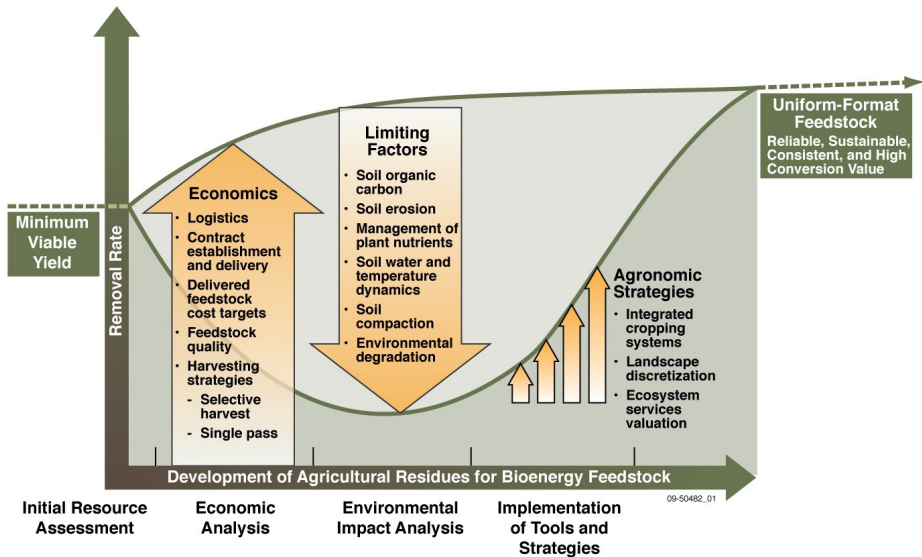 Minimum
Viable
Yield
Removal Rate
Economics
• Logistics
• Contract
establishment
and delivery
• Delivered
feedstock
cost targets
• Feedstock
quality
• Harvesting
strategies
- Selective
harvest
- Single pass
Limiting
Factors
• Soil organic
carbon
• Soil erosion
• Management of
plant nutrients
• Soil water and
temperature
dynamics
• Soil
compaction
• Environmental
degradation
Agronomic
Strategies
• Integrated
cropping
systems
• Landscape
discretization
• Ecosystem
services
valuation
Uniform-Format
Feedstock
Reliable, Sustainable,
Consistent, and High
Conversion Value
Development of Agricultural Residues for Bioenergy Feedstock
09-50482_01
Initial Resource
Assessment
Economic
Analysis
Environmental
Impact Analysis
Implementation
of Tools and
Strategies